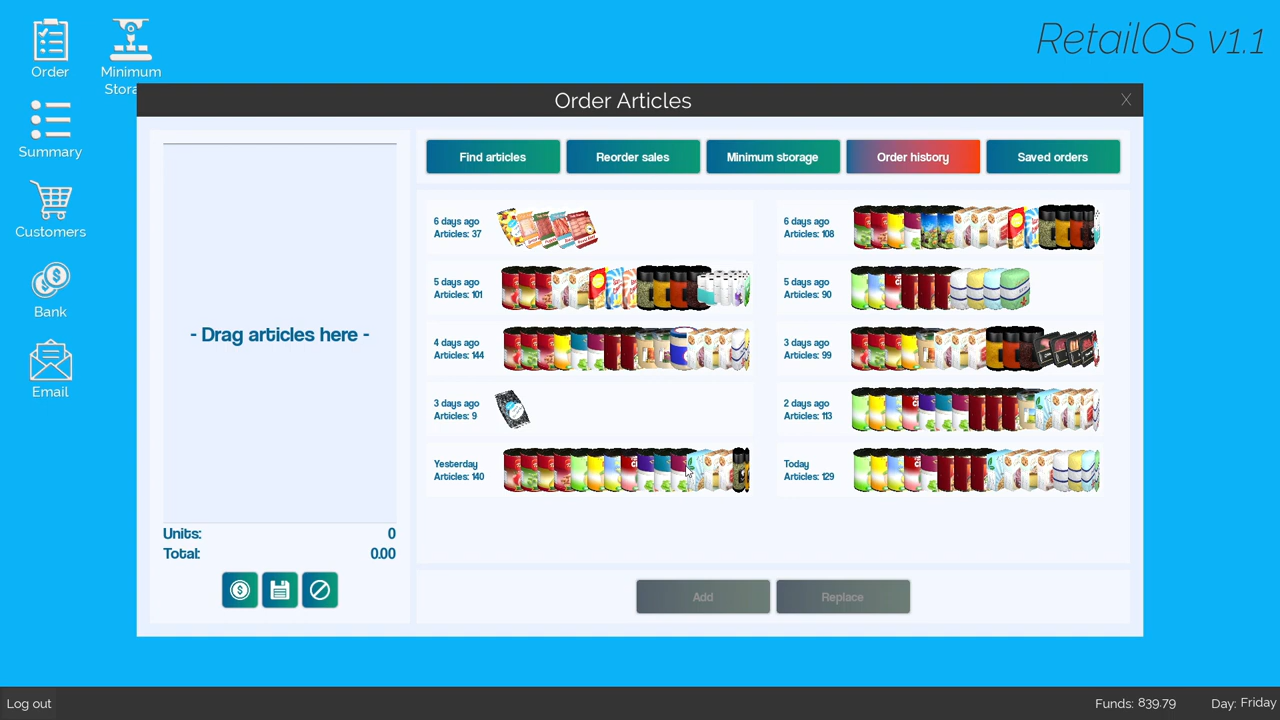 RetailOS v1.1
Order
Minimum
Stora
Summary
Customers
Bank
Email
Order Articles
X
Find articles
Reorder sales
Minimum storage
Order history
Saved orders
- Drag articles here -
Units: 0
Total: 0.00
6 days ago
Articles: 37
6 days ago
Articles: 108
5 days ago
Articles: 101
5 days ago
Articles: 90
4 days ago
Articles: 144
3 days ago
Articles: 99
3 days ago
Articles: 9
2 days ago
Articles: 113
Yesterday
Articles: 140
Today
Articles: 129
Add
Replace
Log out
Funds: 839.79
Day: Friday